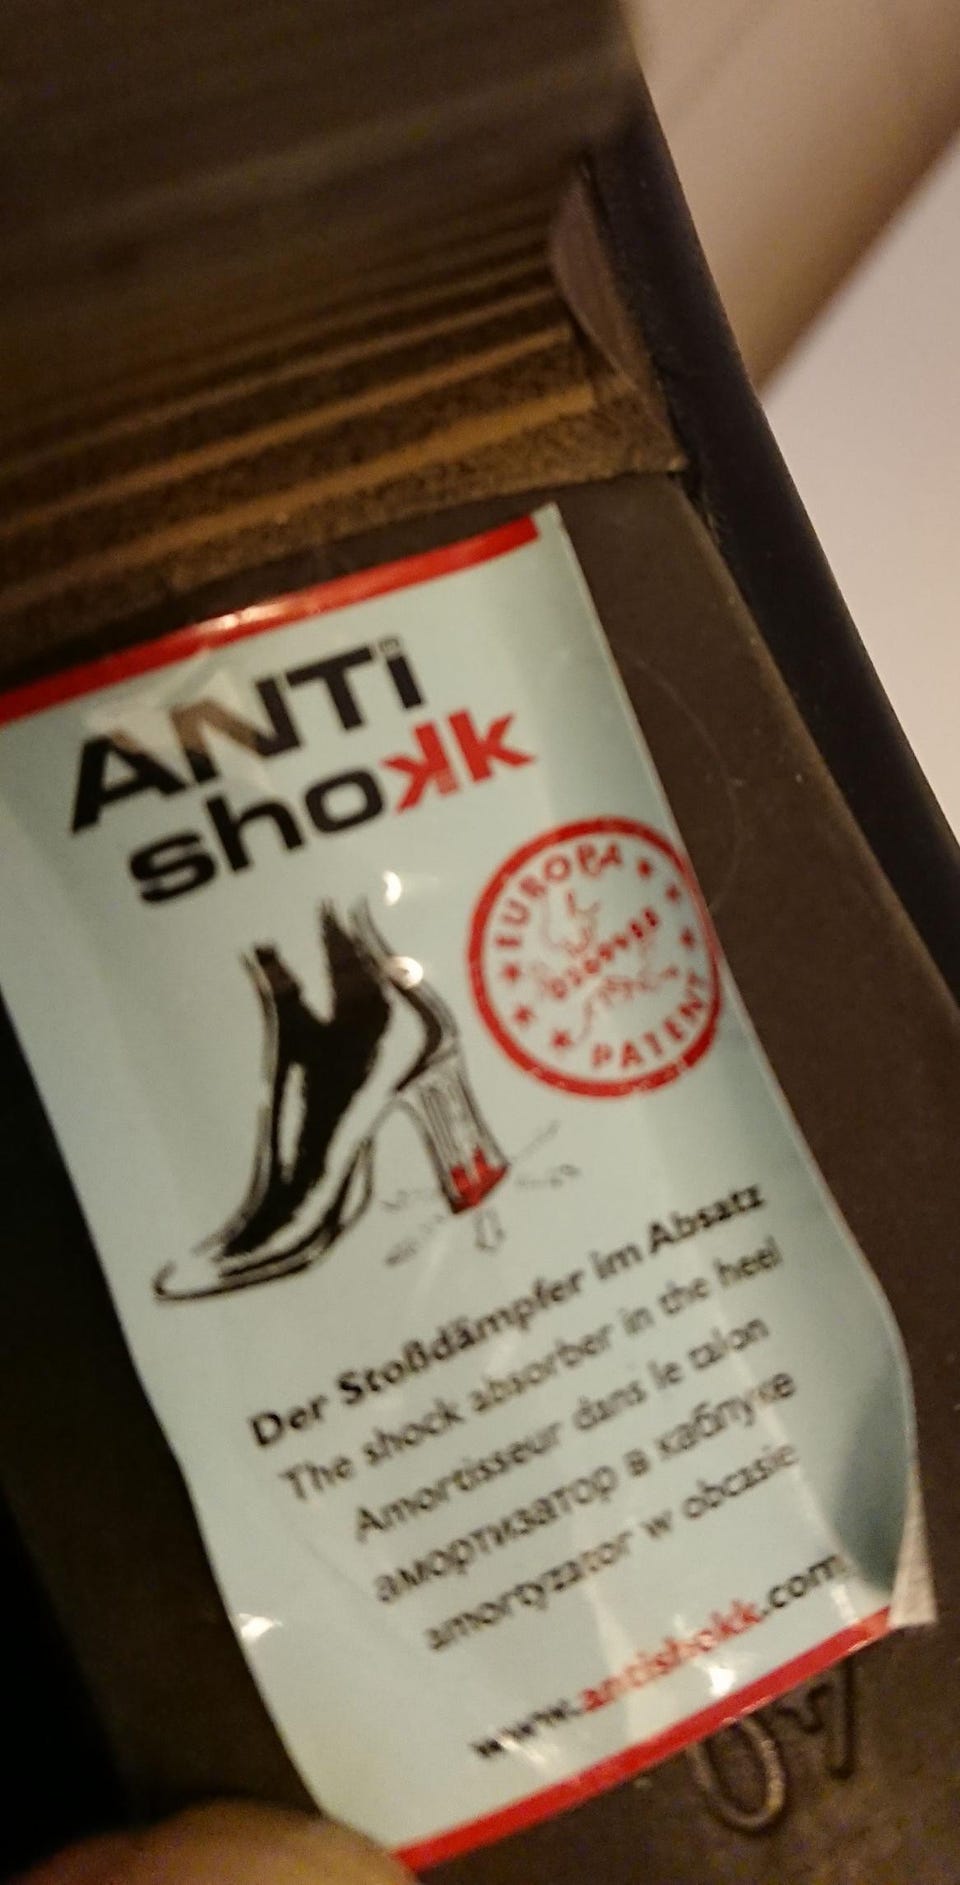 ANTi
shokk
EUROPA
PATENT
Der Stoßdämpfer im Absatz
The shock absorber in the heel
Amortisseur dans le talon
амортизатор в каблуке
amortyzator w obcasie
www.antishokk.com